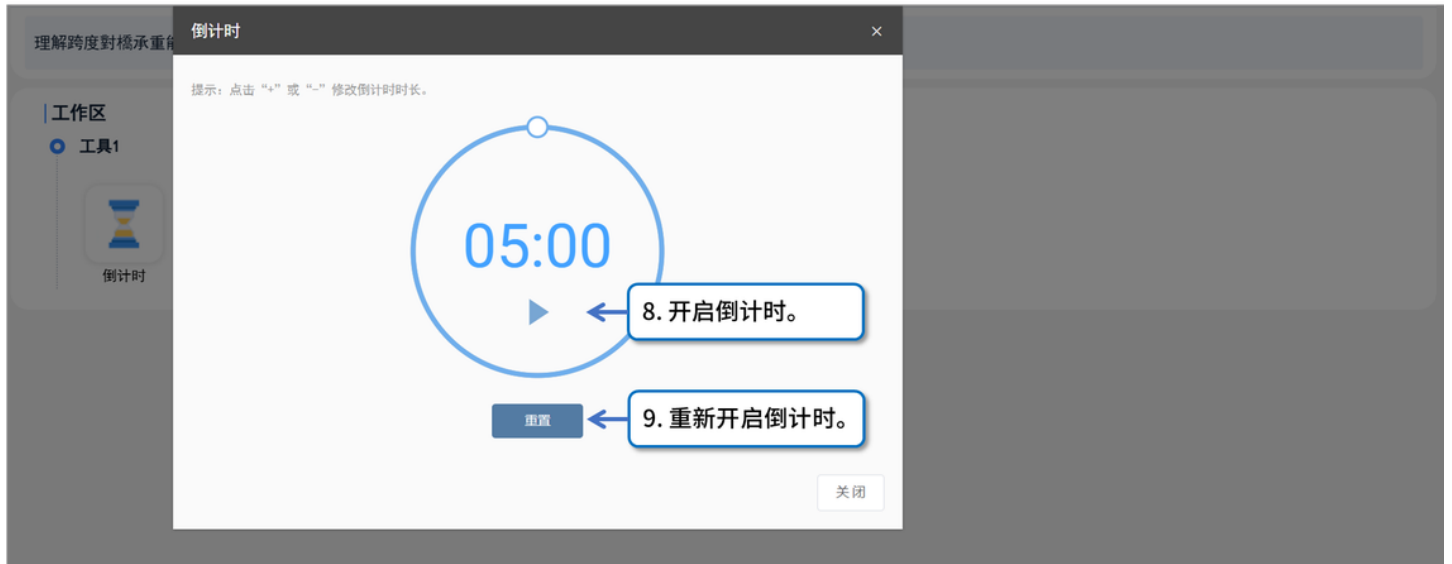 理解跨度對橋承重
倒计时
×
提示：点击“+”或“-”修改倒计时时长。
工作区
工具1
倒计时
05:00
8. 开启倒计时。
重置
9. 重新开启倒计时。
关闭